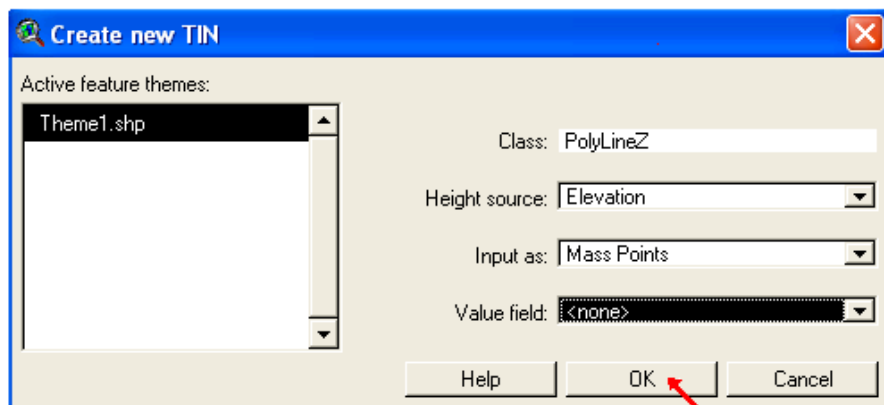 Create new TIN
Active feature themes:
Theme1.shp
Class: PolyLineZ
Height source: Elevation
Input as: Mass Points
Value field: <none>
Help OK Cancel